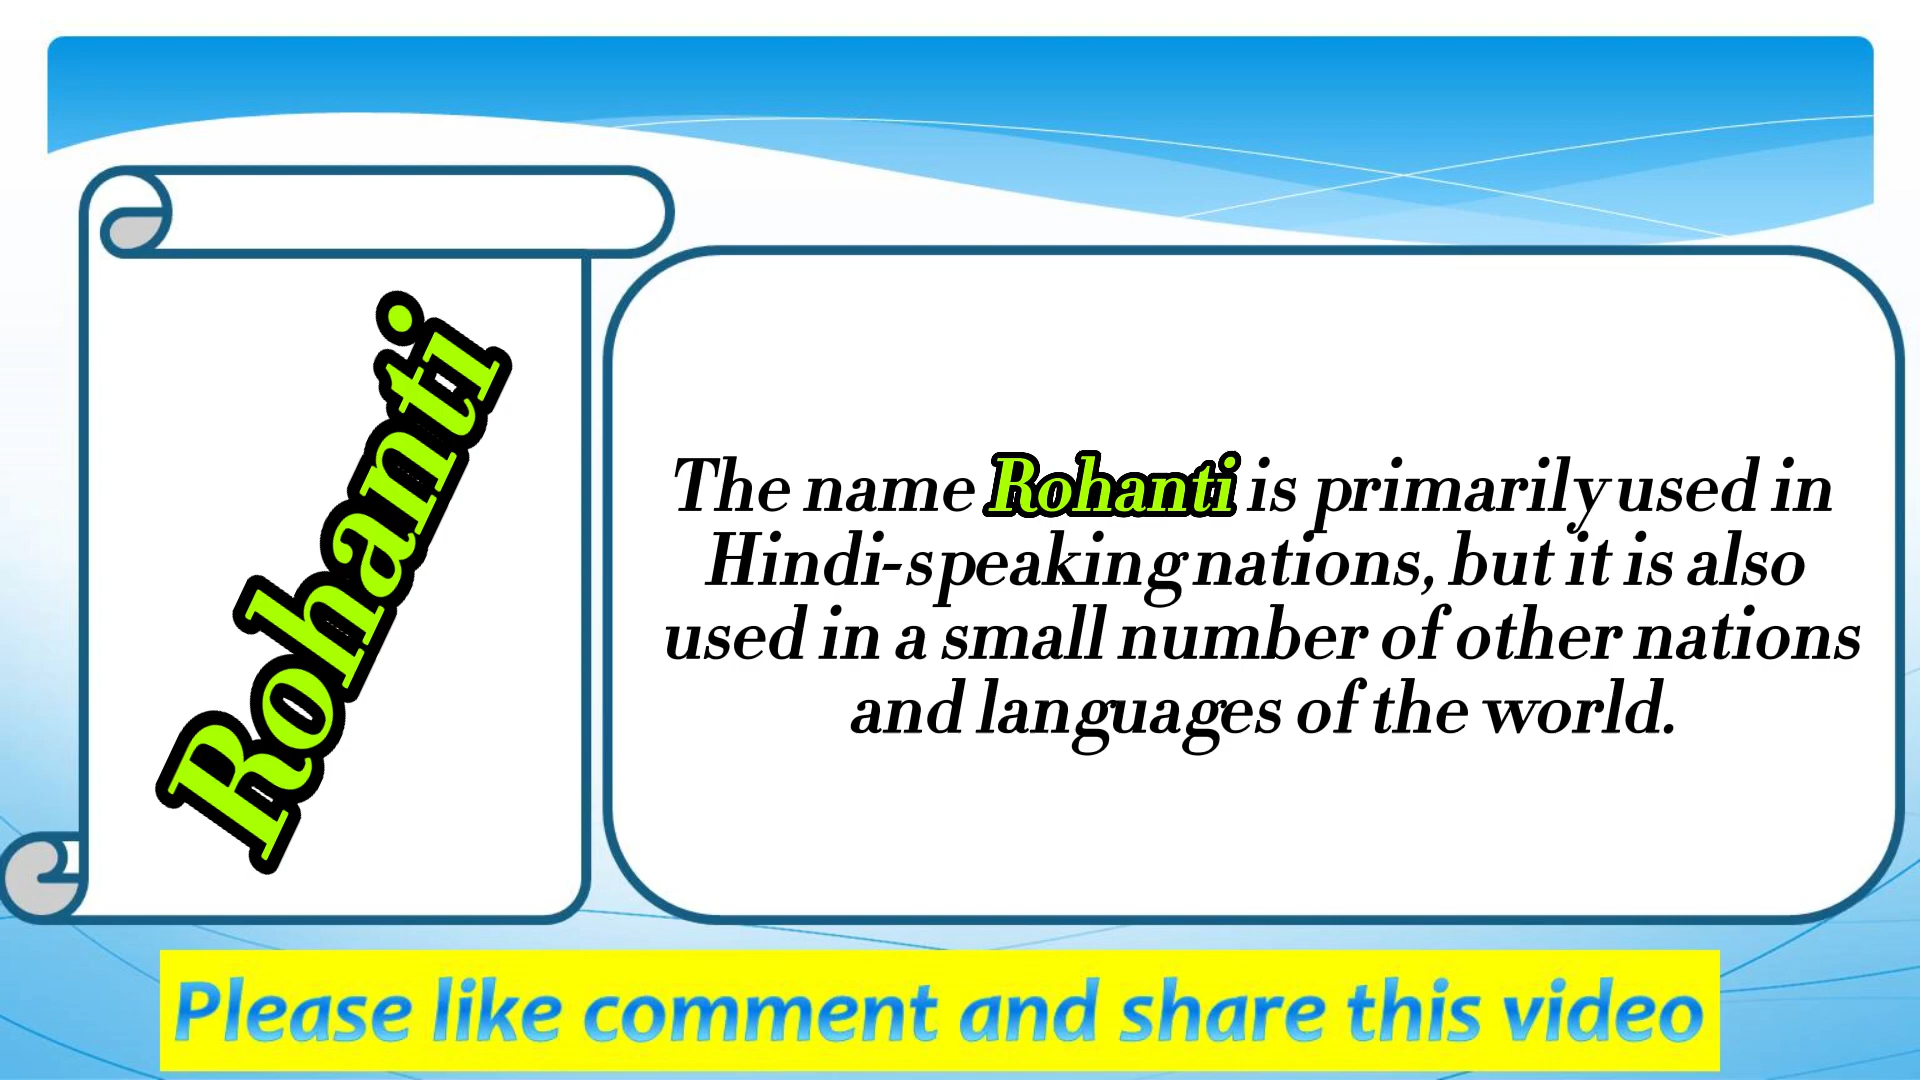 Rohanti
The name Rohanti is primarily used in
Hindi-speaking nations, but it is also
used in a small number of other nations
and languages of the world.
Please like comment and share this video